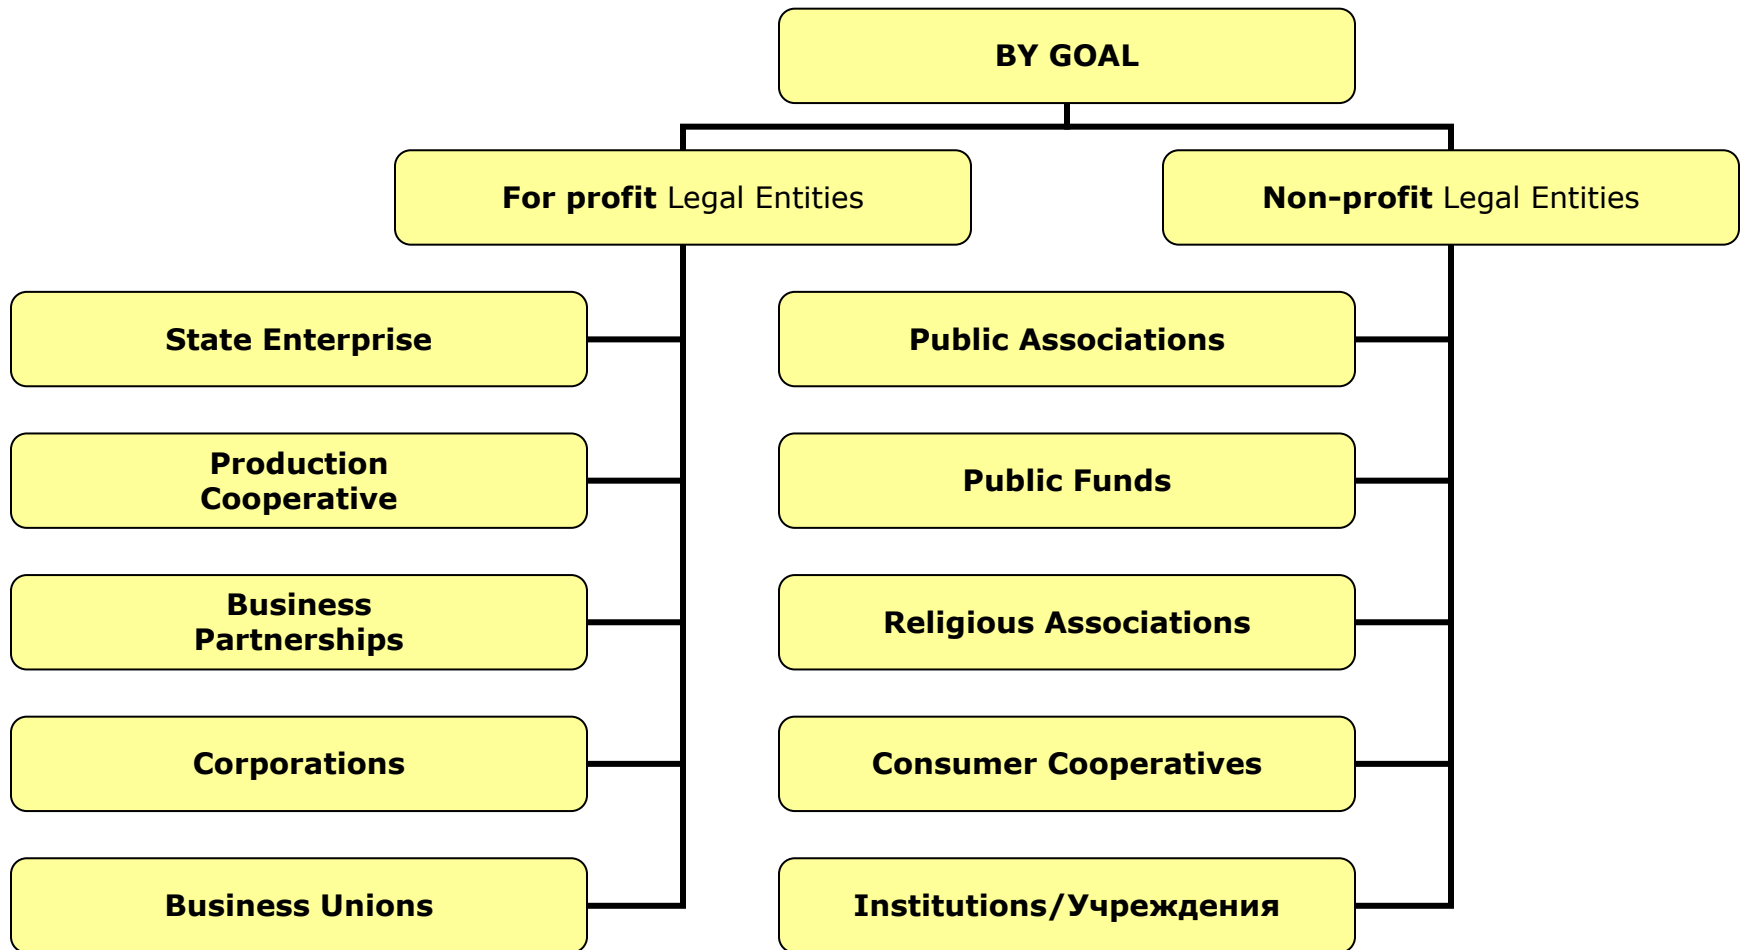 BY GOAL
For profit Legal Entities
Non-profit Legal Entities
State Enterprise
Production
Cooperative
Business
Partnerships
Corporations
Business Unions
Public Associations
Public Funds
Religious Associations
Consumer Cooperatives
Institutions/Учреждения